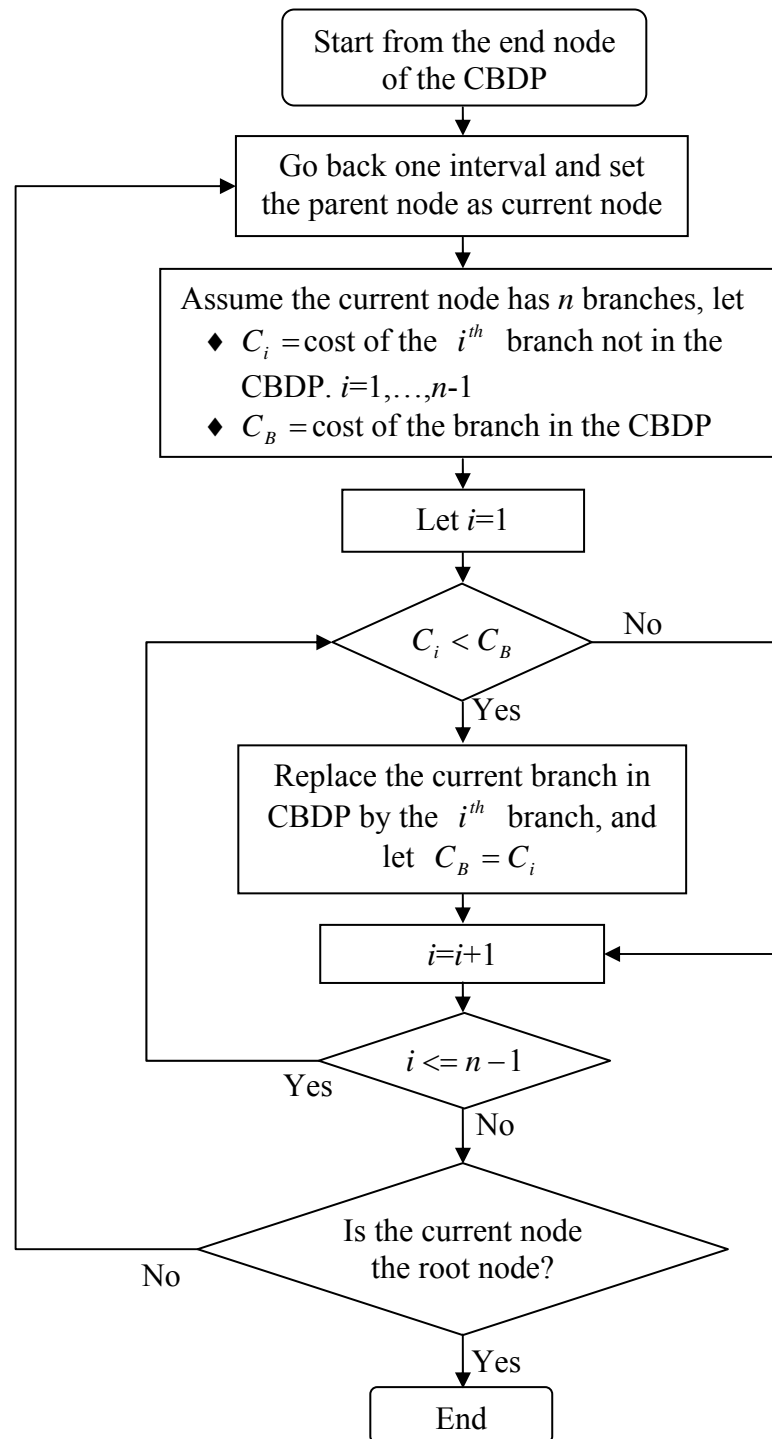 Start from the end node
of the CBDP
Go back one interval and set
the parent node as current node
Assume the current node has n branches, let
♦ C_i = cost of the i^th branch not in the
CBDP. i=1,…,n-1
♦ C_B = cost of the branch in the CBDP
Let i=1
C_i < C_B
No
Yes
Replace the current branch in
CBDP by the i^th branch, and
let C_B = C_i
i=i+1
i <= n − 1
Yes
No
Is the current node
the root node?
No
Yes
End